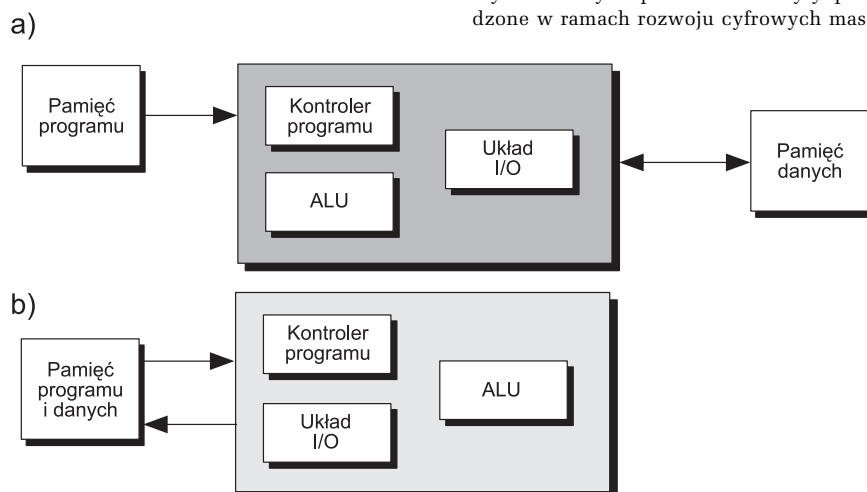 dzone w ramach rozwoju cyfrowych mas
a)
Pamięć
programu
Kontroler
programu
ALU
Układ
I/O
Pamięć
danych
b)
Pamięć
programu
i danych
Kontroler
programu
Układ
I/O
ALU